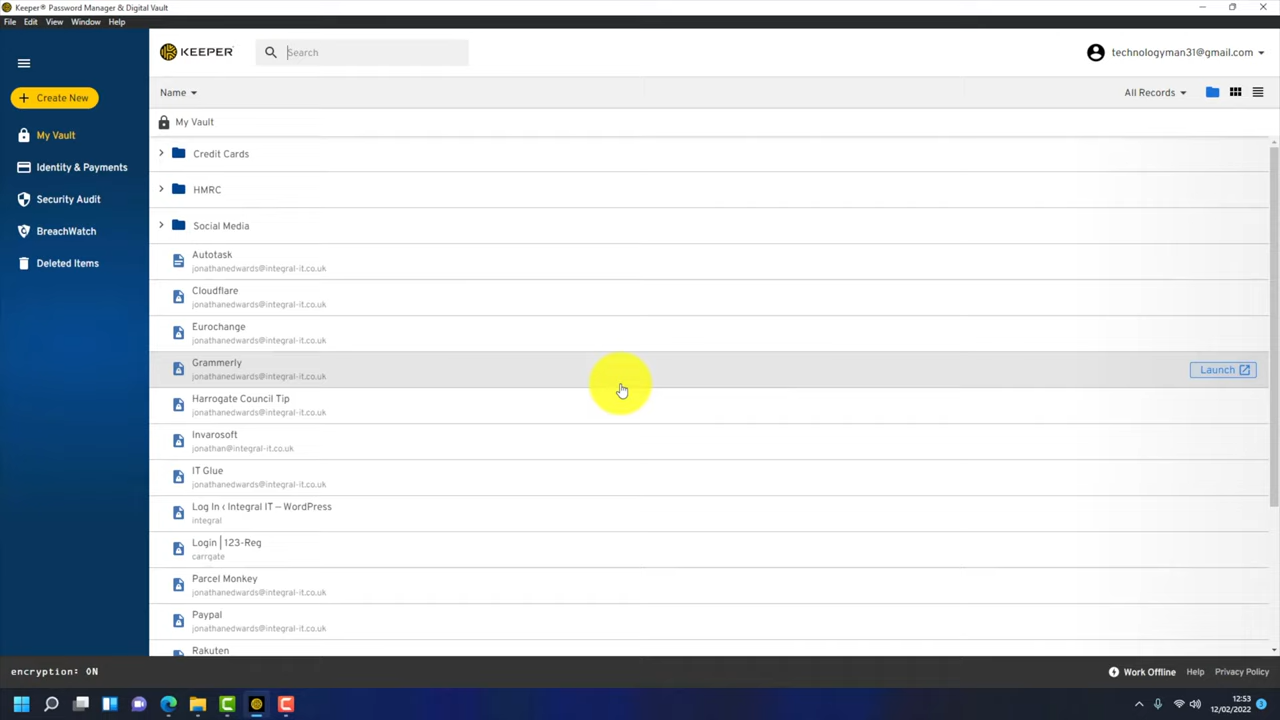 Keeper® Password Manager & Digital Vault
File Edit View Window Help
KEEPER
Search
technologyman31@gmail.com
Create New
My Vault
Identity & Payments
Security Audit
BreachWatch
Deleted Items
Name
All Records
My Vault
Credit Cards
HMRC
Social Media
Autotask
jonathanedwards@integral-it.co.uk
Cloudflare
jonathanedwards@integral-it.co.uk
Eurochange
jonathanedwards@integral-it.co.uk
Grammerly
jonathanedwards@integral-it.co.uk
Launch
Harrogate Council Tip
jonathanedwards@integral-it.co.uk
Invarosoft
jonathan@integral-it.co.uk
IT Glue
jonathanedwards@integral-it.co.uk
Log In ‹ Integral IT — WordPress
integral
Login | 123-Reg
carrgate
Parcel Monkey
jonathanedwards@integral-it.co.uk
Paypal
jonathanedwards@integral-it.co.uk
Rakuten
encryption: ON
Work Offline Help Privacy Policy
12:53
12/02/2022